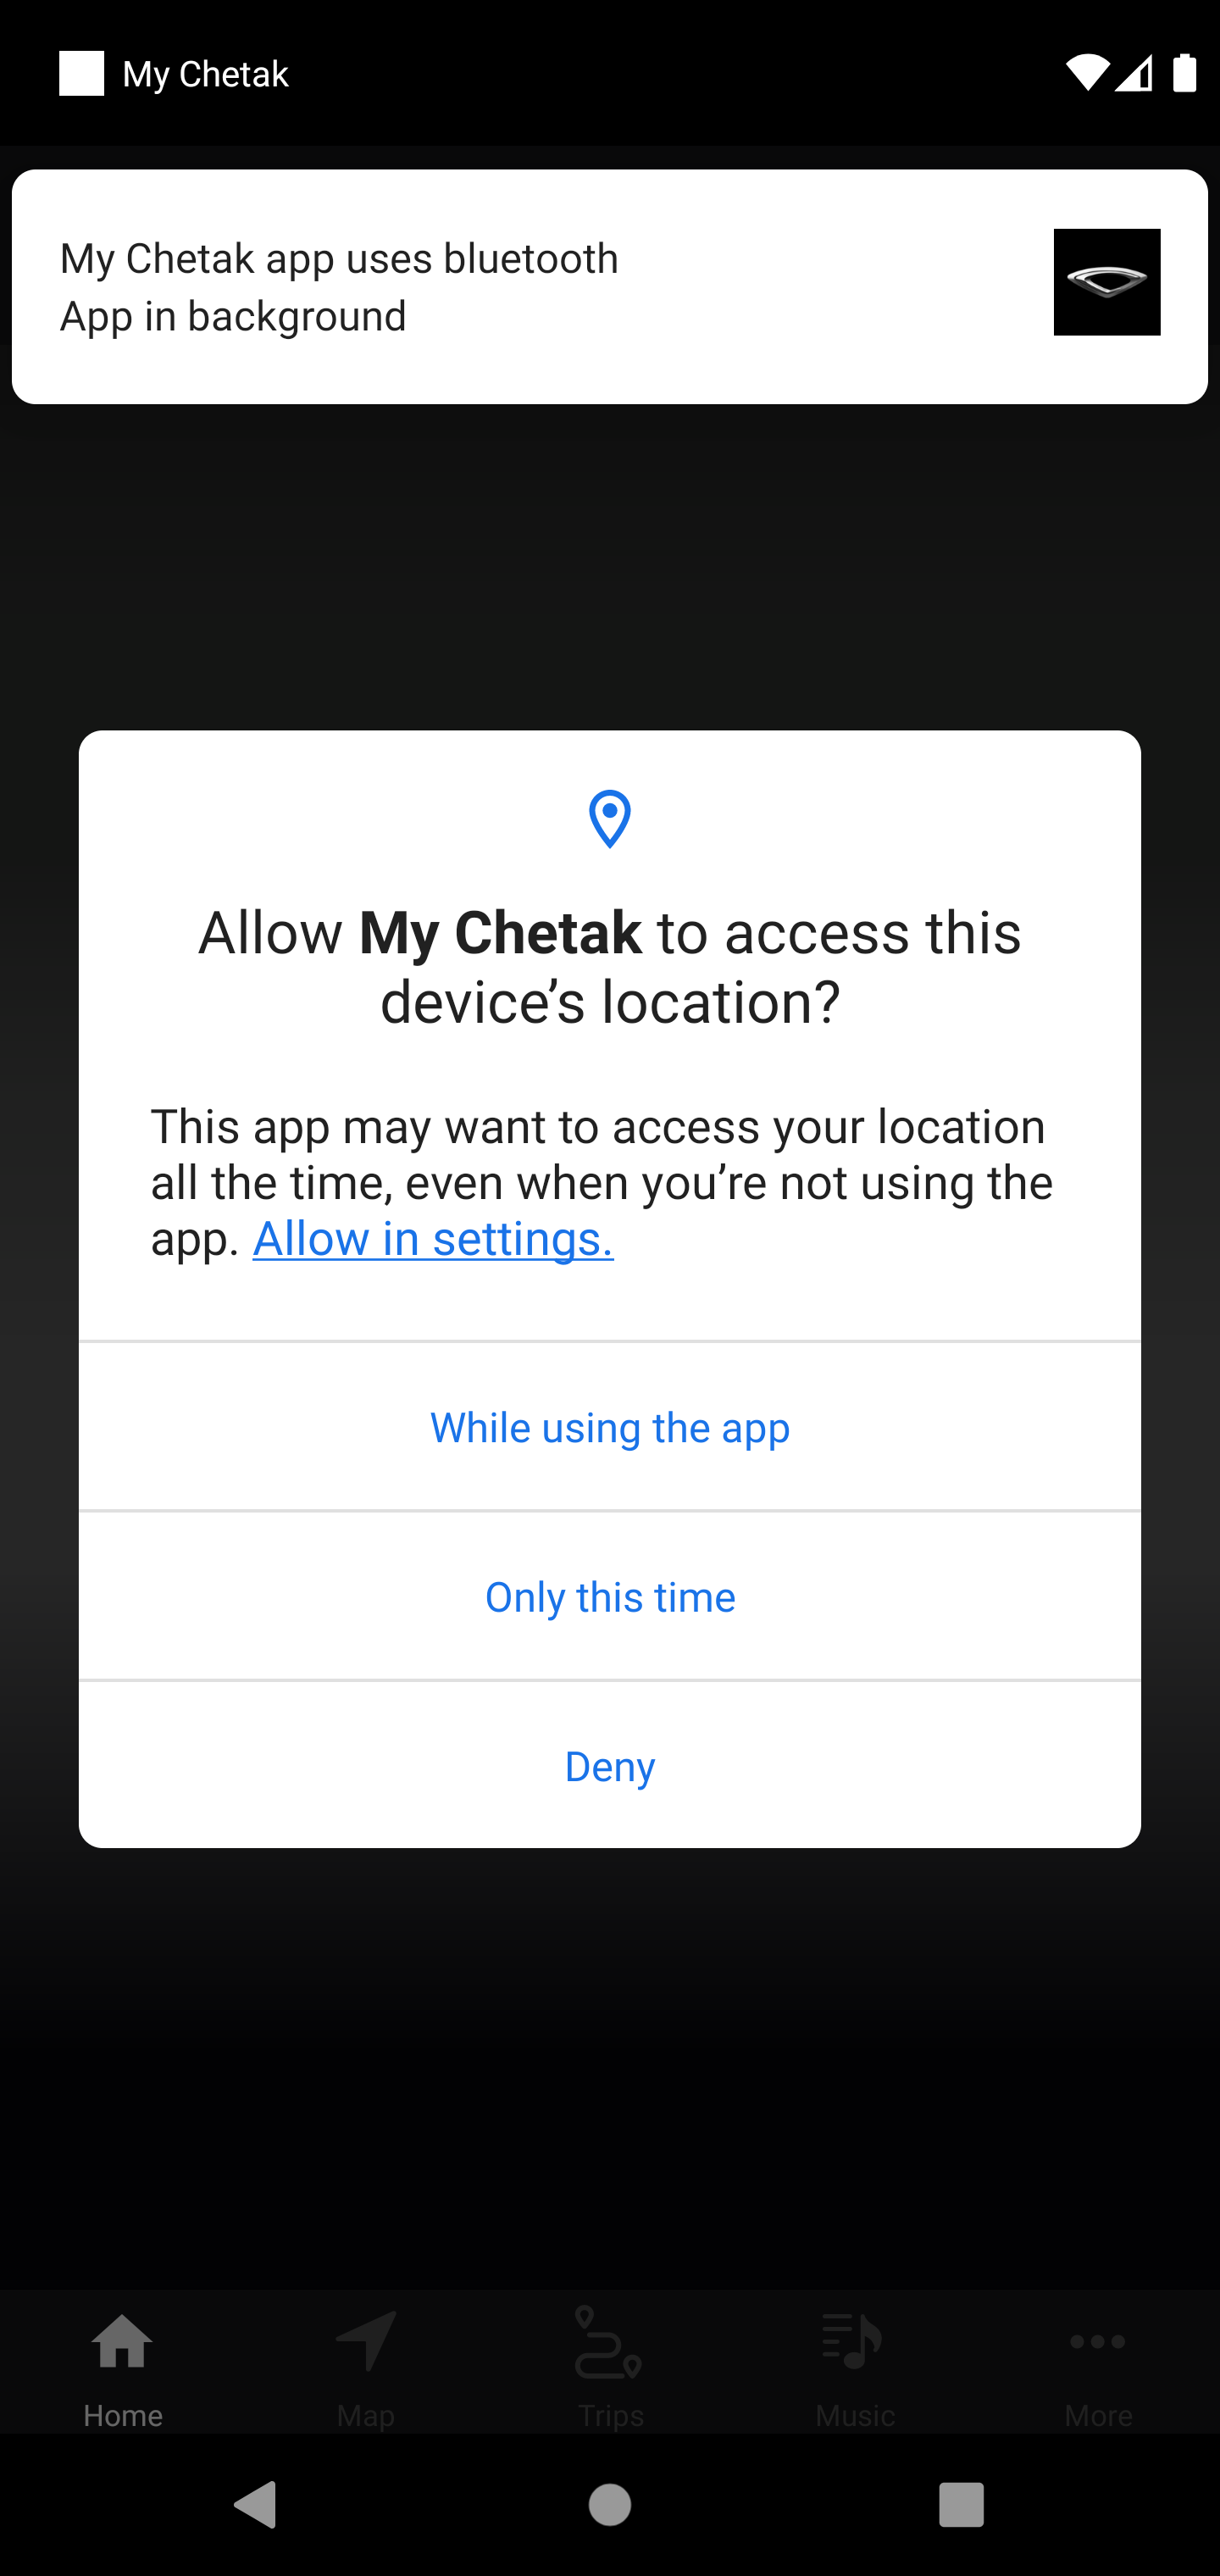 My Chetak
My Chetak app uses bluetooth
App in background
Allow My Chetak to access this
device’s location?
This app may want to access your location
all the time, even when you’re not using the
app. Allow in settings.
While using the app
Only this time
Deny
Home
Map
Trips
Music
More